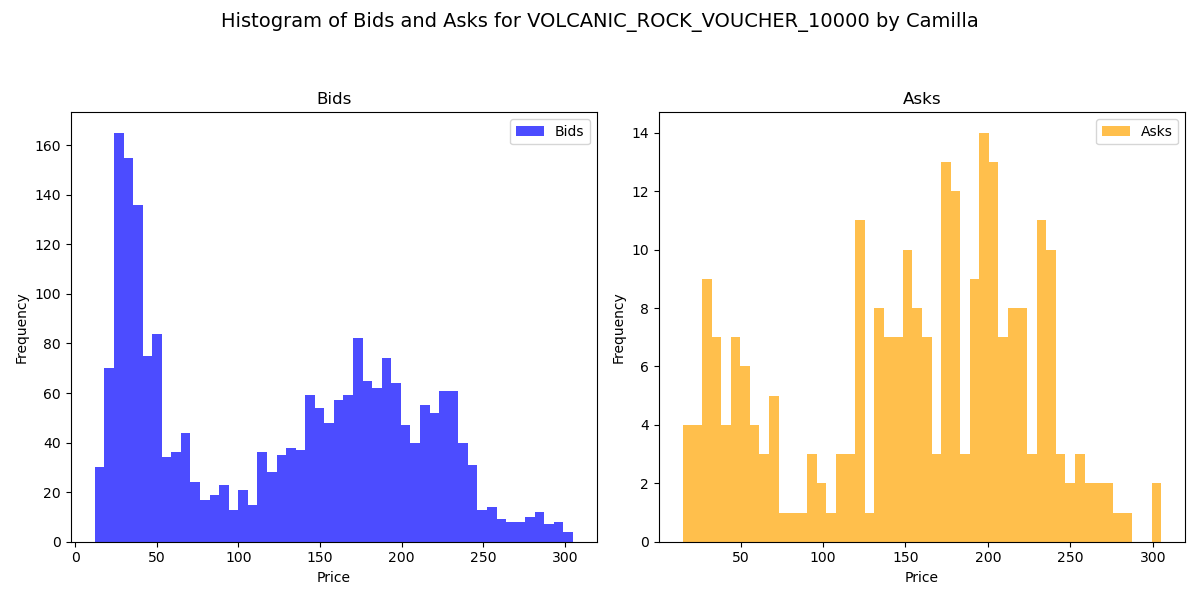 Histogram of Bids and Asks for VOLCANIC_ROCK_VOUCHER_10000 by Camilla
Bids
Bids
160
140
120
100
80
60
40
20
0
Frequency
0 50 100 150 200 250 300
Price
Asks
Asks
14
12
10
8
6
4
2
0
Frequency
50 100 150 200 250 300
Price